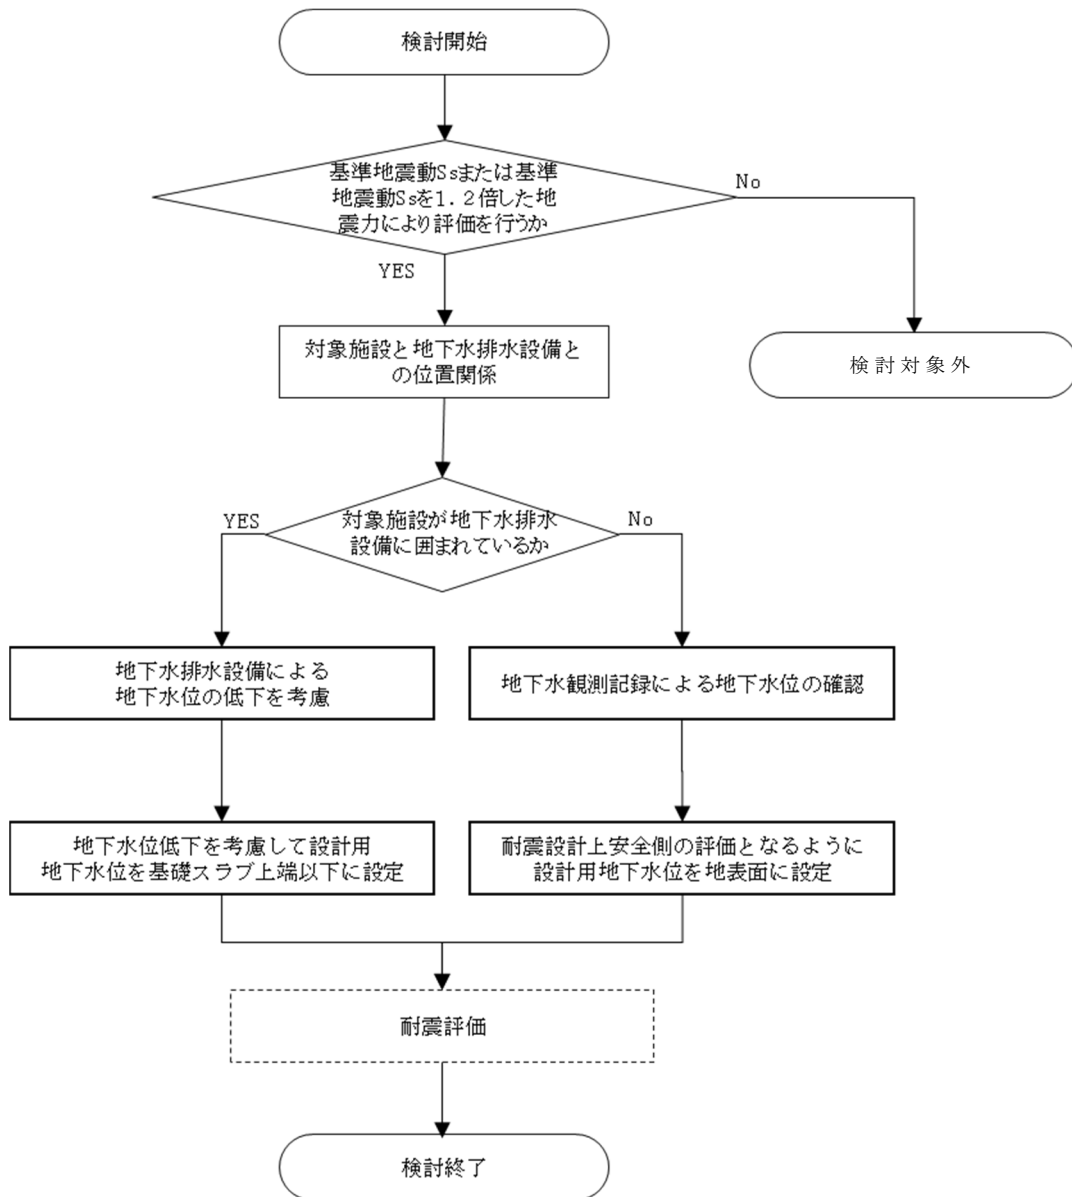 検討開始
基準地震動Ssまたは基準
地震動Ssを1.2倍した地
震力により評価を行うか
No
YES
対象施設と地下水排水設備と
の位置関係
検討対象外
YES
対象施設が地下水排水
設備に囲まれているか
No
地下水排水設備による
地下水位の低下を考慮
地下水観測記録による地下水位の確認
地下水位低下を考慮して設計用
地下水位を基礎スラブ上端以下に設定
耐震設計上安全側の評価となるように
設計用地下水位を地表面に設定
耐震評価
検討終了